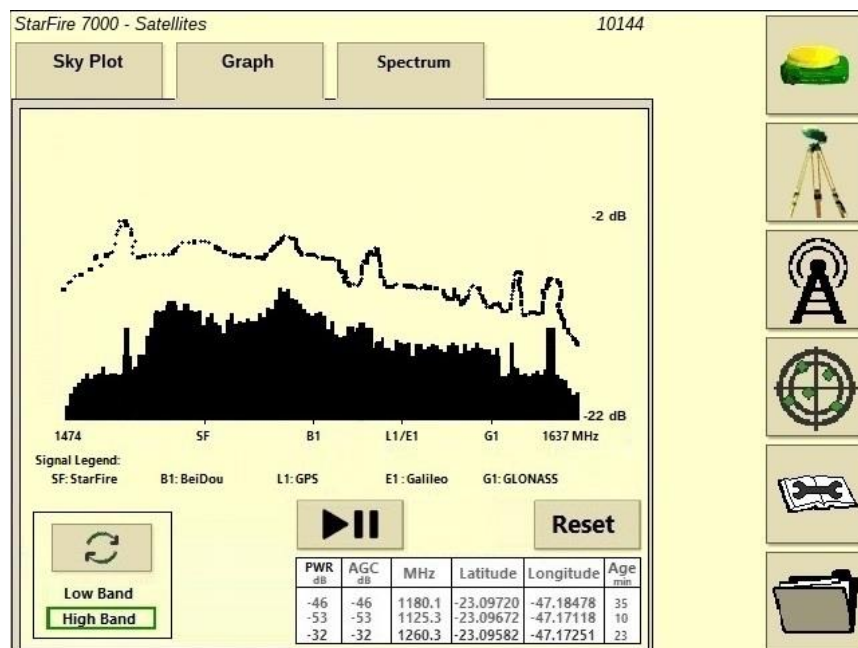 StarFire 7000 - Satellites 10144
Sky Plot Graph Spectrum
-2 dB
-22 dB
1474 SF B1 L1/E1 G1 1637 MHz
Signal Legend:
SF: StarFire B1: BeiDou L1: GPS E1 : Galileo G1: GLONASS
Reset
Low Band
High Band
PWR dB AGC dB MHz Latitude Longitude Age min
-46 -46 1180.1 -23.09720 -47.18478 35
-53 -53 1125.3 -23.09672 -47.17118 10
-32 -32 1260.3 -23.09582 -47.17251 23